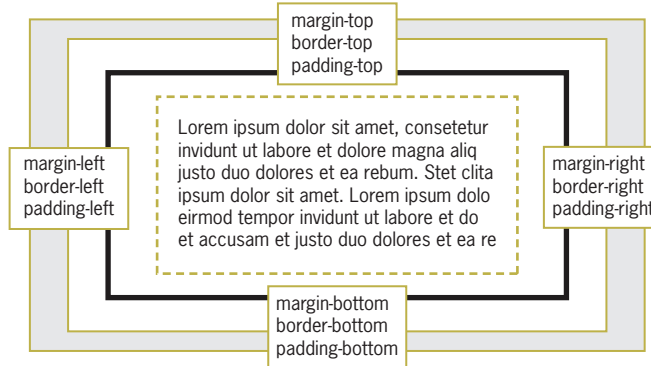 margin-top
border-top
padding-top
Lorem ipsum dolor sit amet, consetetur
invidunt ut labore et dolore magna aliq
justo duo dolores et ea rebum. Stet clita
ipsum dolor sit amet. Lorem ipsum dolo
eirmod tempor invidunt ut labore et do
et accusam et justo duo dolores et ea re
margin-left
border-left
padding-left
margin-right
border-right
padding-right
margin-bottom
border-bottom
padding-bottom